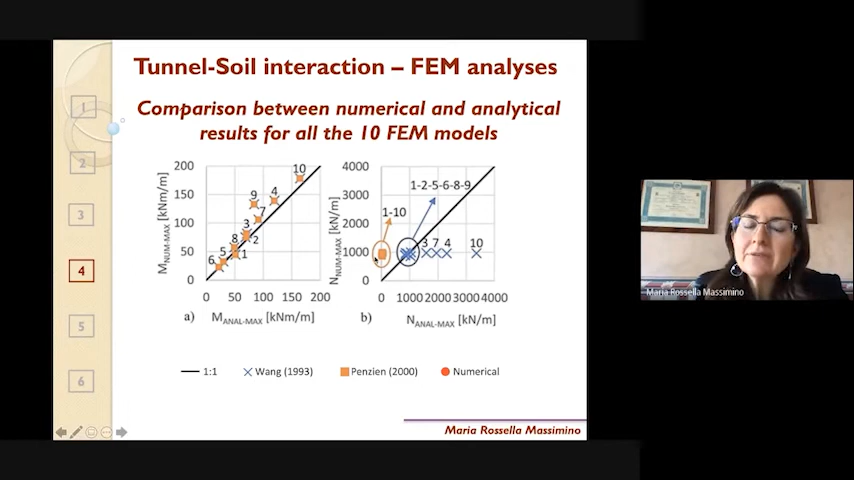 Tunnel-Soil interaction – FEM analyses
Comparison between numerical and analytical
results for all the 10 FEM models
1
2
3
4
5
6
M NUM-MAX [kNm/m]
200
150
100
50
0
0 50 100 150 200
10
9
4
7
3
2
8
5
1
6
a) M ANAL-MAX [kNm/m]
N NUM-MAX [kN/m]
4000
3000
2000
1000
0
0 1000 2000 3000 4000
1-2-5-6-8-9
1-10
3 7 4 10
b) N ANAL-MAX [kN/m]
1:1 Wang (1993) Penzien (2000) Numerical
Maria Rossella Massimino
Maria Rossella Massimino